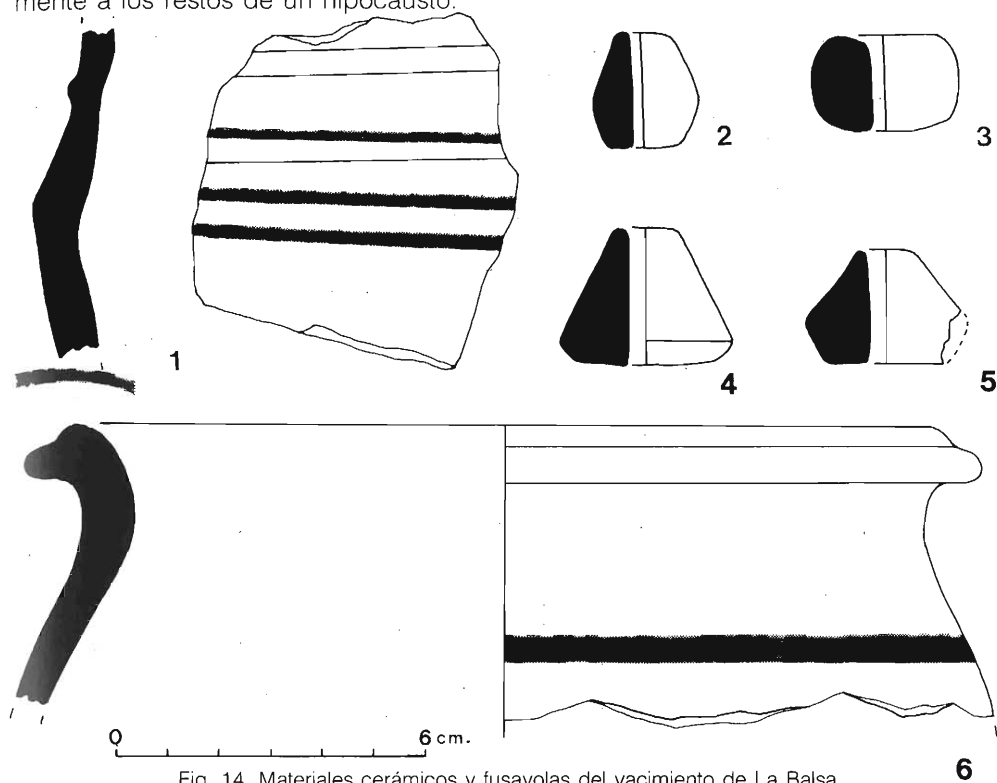 mente a los restos de un hipocausto.
2
3
1
4
5
0 6 cm.
6
Fig. 14. Materiales cerámicos y fusayolas del yacimiento de La Balsa.